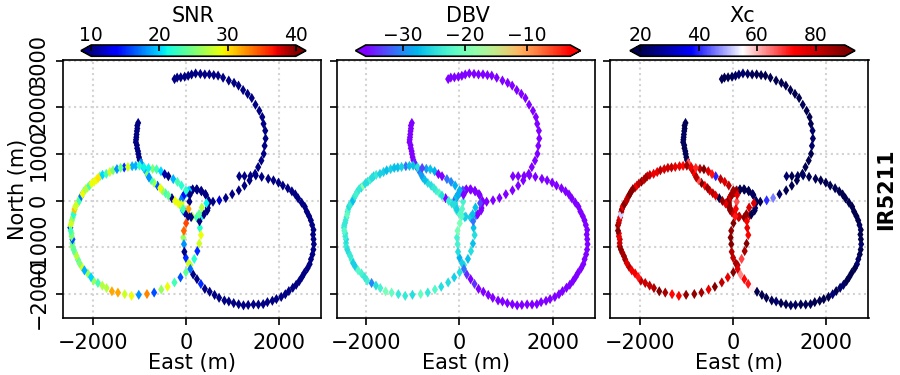 SNR DBV Xc
10 20 30 40 −30 −20 −10 20 40 60 80
North (m)
3000
2000
1000
0
−1000
−2000
−2000 0 2000 −2000 0 2000 −2000 0 2000
East (m) East (m) East (m)
IR5211